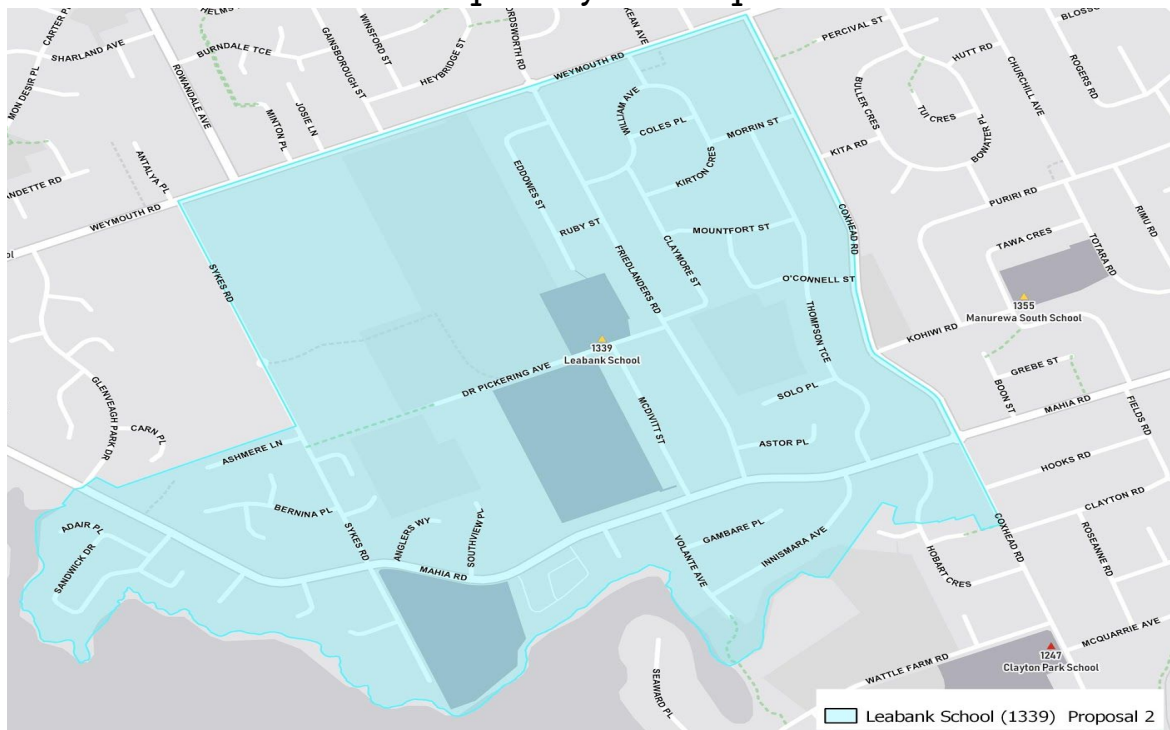 HELMS
CARTER PL
SHARLAND AVE
MON DESIR PL
BURNDALE TCE
ROWANDALE AVE
GAINSBOROUGH ST
WINSFORD ST
HEYBRIDGE ST
ORDSWORTH RD
KEAN AVE
WEYMOUTH RD
PERCIVAL ST
HUTT RD
CHURCHILL AVE
BLOSSO
ROGERS RD
BULLER CRES
TUI CRES
BOWATER PL
KITA RD
PURIRI RD
RIMU RD
TAWA CRES
TOTARA RD
MINTON PL
JOSIE LN
ANTALYA PL
ANDETTE RD
WEYMOUTH RD
WILLIAM AVE
COLES PL
MORRIN ST
KIRTON CRES
EDDOWES ST
RUBY ST
FRIEDLANDERS RD
CLAYMORE ST
MOUNTFORT ST
COXHEAD RD
O'CONNELL ST
THOMPSON TCE
SYKES RD
1355
Manurewa South School
KOHIWI RD
GREBE ST
BOON ST
MAHIA RD
FIELDS RD
1339
Leabank School
DR PICKERING AVE
MCDIVITT ST
SOLO PL
ASTOR PL
GLENVEAGH PARK DR
CARN PL
ASHMERE LN
HOOKS RD
CLAYTON RD
ROSEANNE RD
COXHEAD RD
BERNINA PL
ADAIR PL
SANDWICK DR
SYKES RD
ANGLERS WY
SOUTHVIEW PL
MAHIA RD
GAMBARE PL
INNISMARA AVE
VOLANTE AVE
HOBART CRES
MCQUARRIE AVE
WATTLE FARM RD
1247
Clayton Park School
SEAWARD PL
Leabank School (1339) Proposal 2